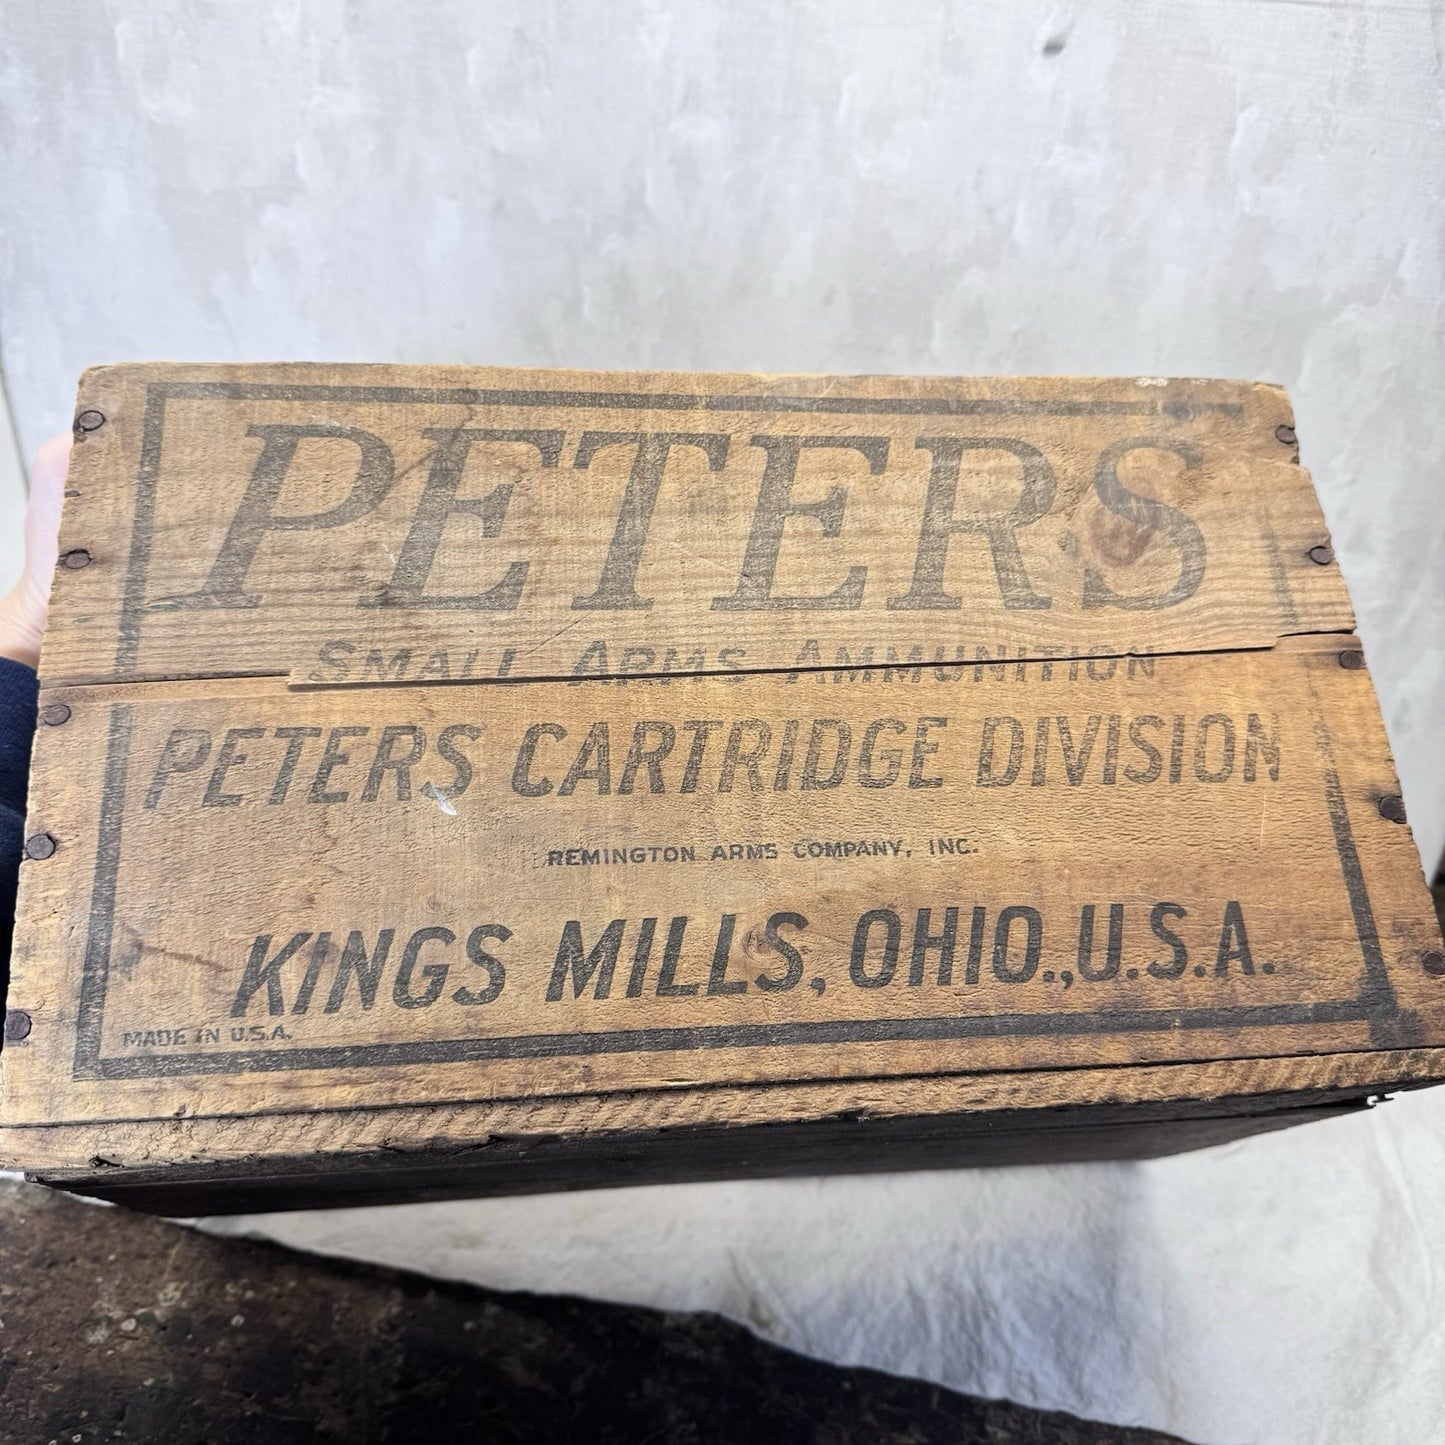 PETERS
SMALL ARMS AMMUNITION
PETERS CARTRIDGE DIVISION
REMINGTON ARMS COMPANY, INC.
KINGS MILLS, OHIO.,U.S.A.
MADE IN U.S.A.